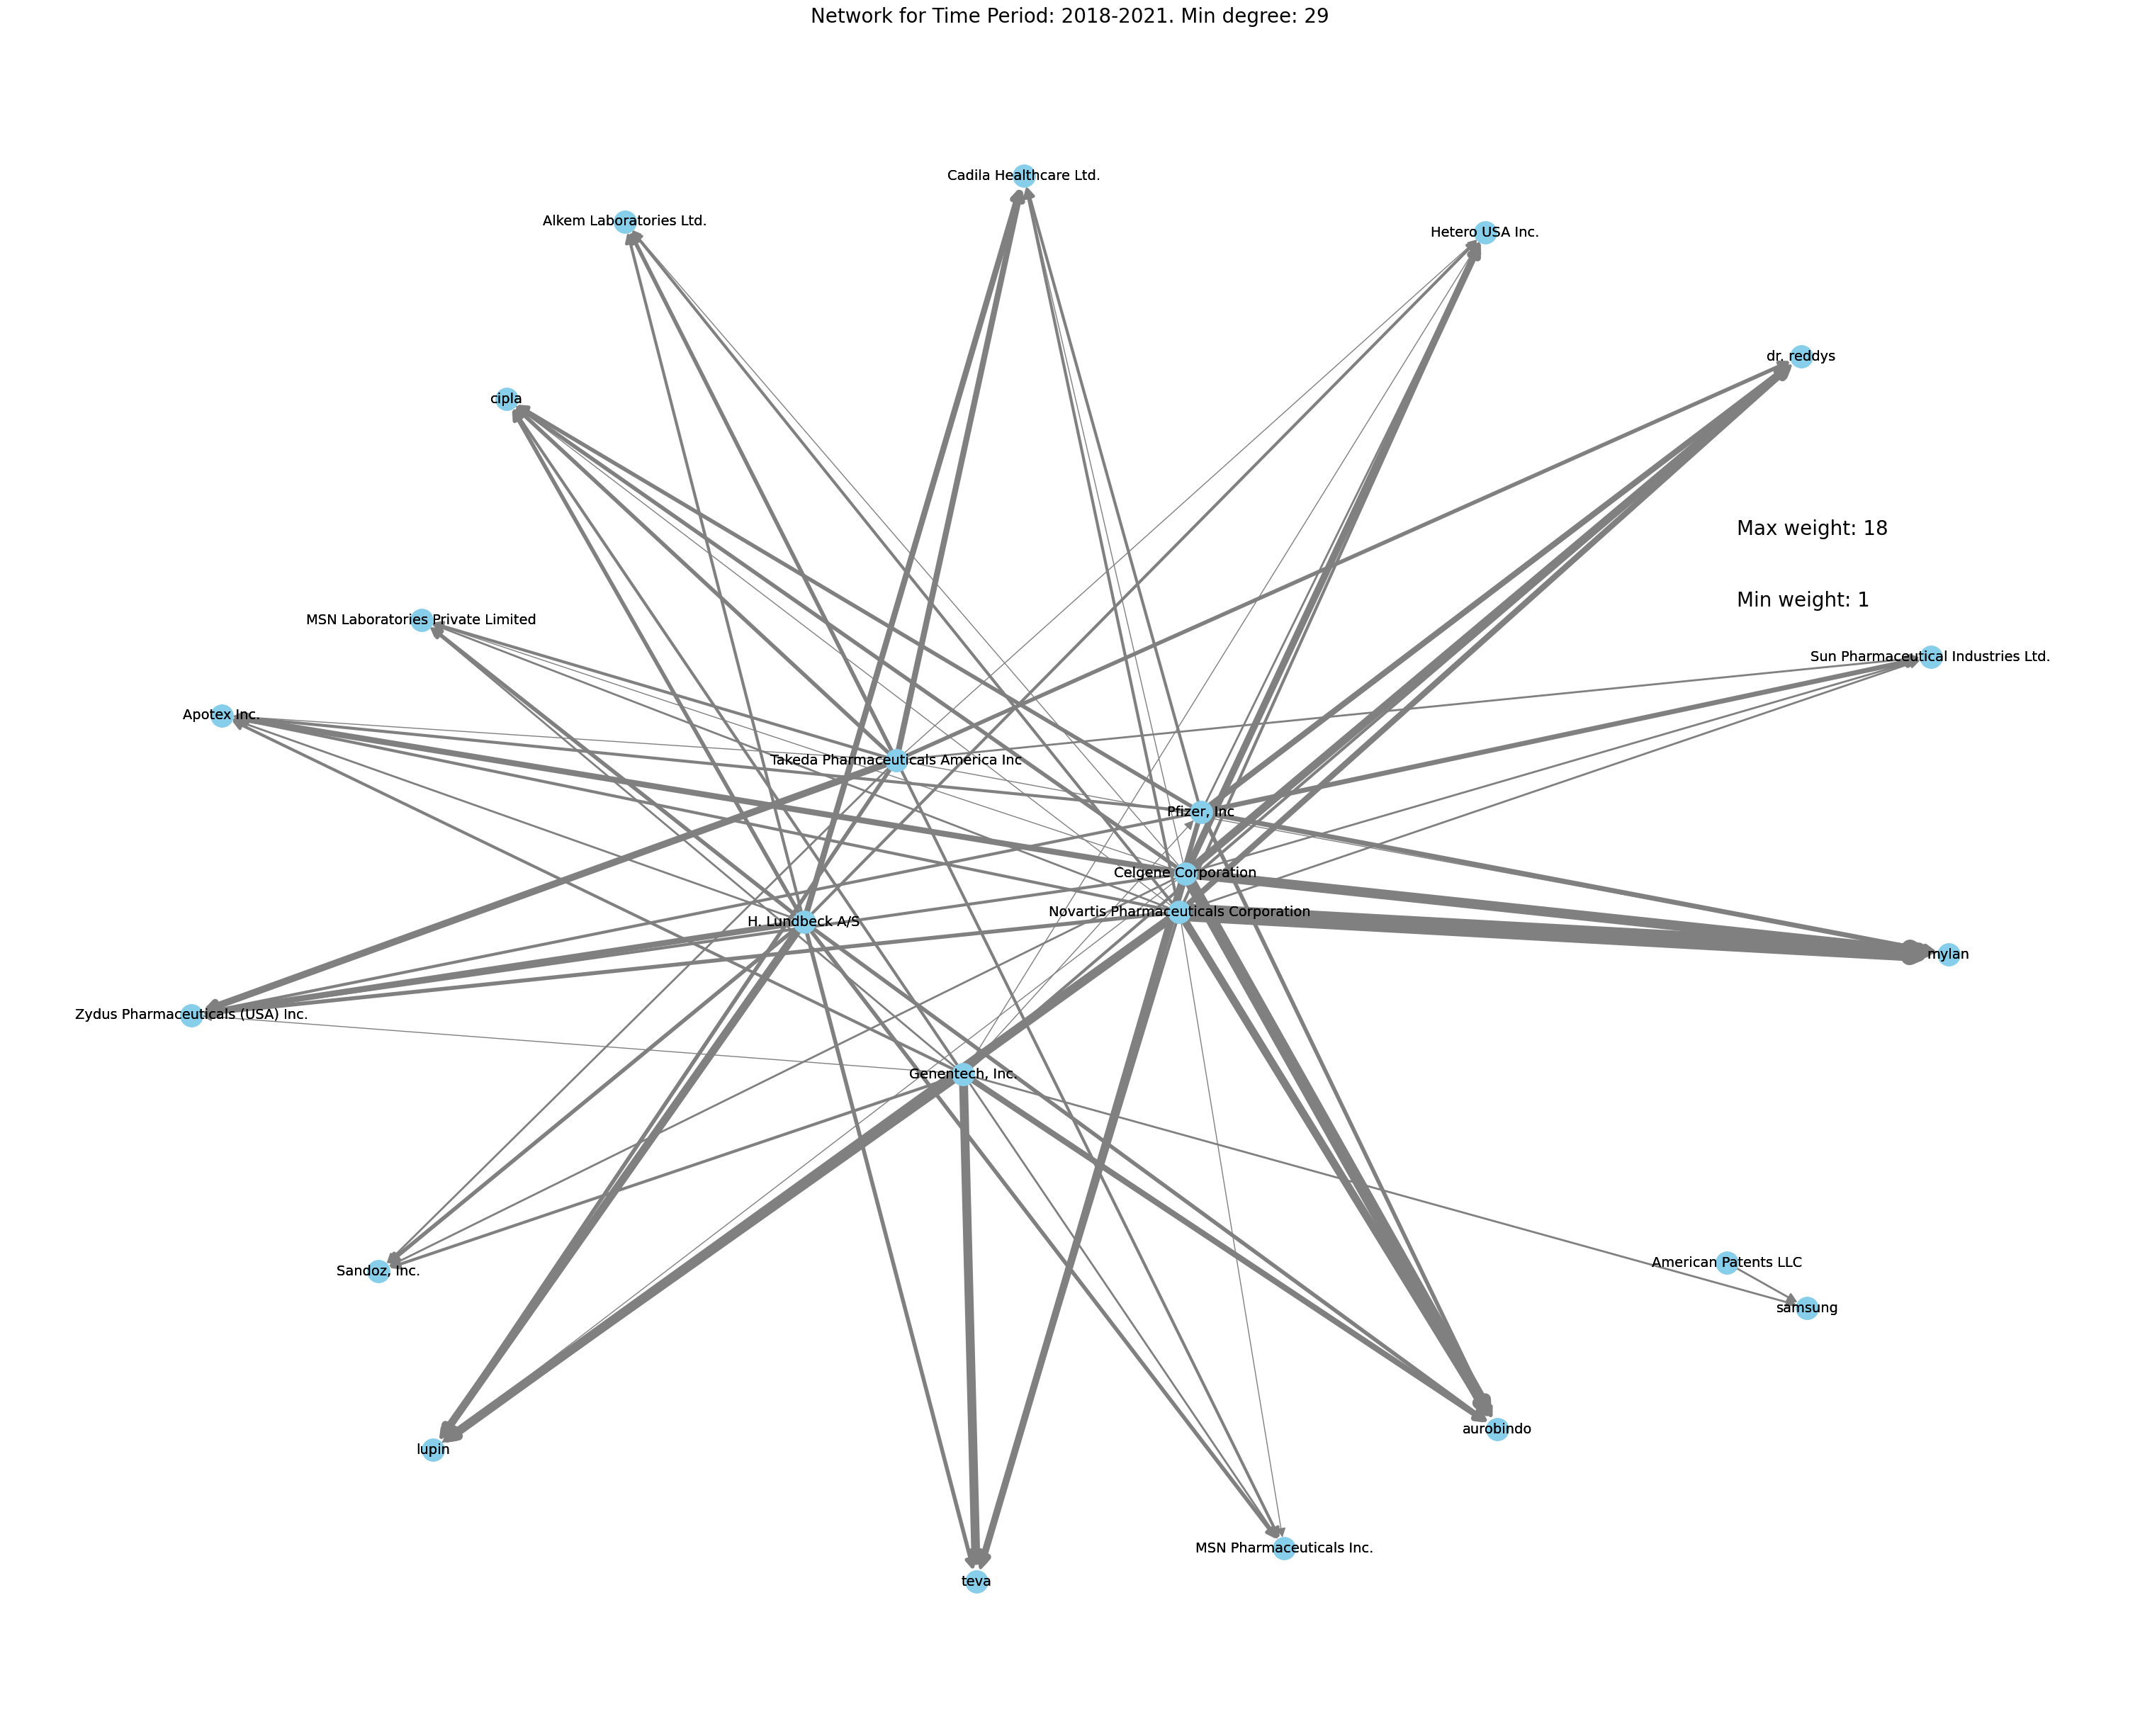 Network for Time Period: 2018-2021. Min degree: 29
Cadila Healthcare Ltd.
Alkem Laboratories Ltd.
Hetero USA Inc.
dr. reddys
cipla
Max weight: 18
Min weight: 1
MSN Laboratories Private Limited
Sun Pharmaceutical Industries Ltd.
Apotex Inc.
Takeda Pharmaceuticals America Inc
Pfizer, Inc
Celgene Corporation
Novartis Pharmaceuticals Corporation
H. Lundbeck A/S
mylan
Zydus Pharmaceuticals (USA) Inc.
Genentech, Inc.
American Patents LLC
Sandoz, Inc.
samsung
aurobindo
lupin
MSN Pharmaceuticals Inc.
teva